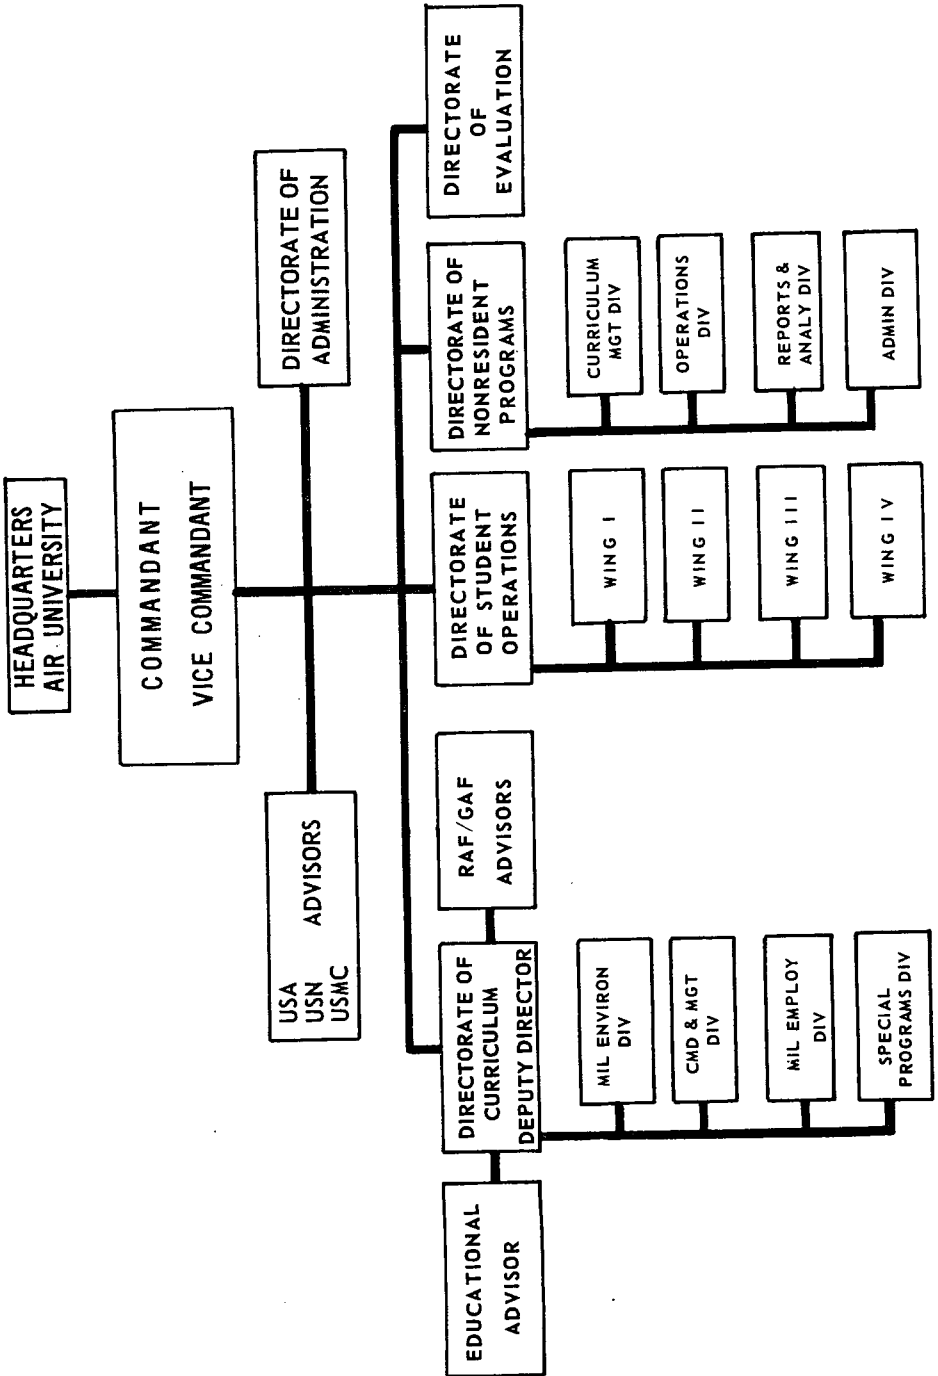 HEADQUARTERS
AIR UNIVERSITY
COMMANDANT
VICE COMMANDANT
USA
USN ADVISORS
USMC
DIRECTORATE OF
ADMINISTRATION
EDUCATIONAL
ADVISOR
DIRECTORATE OF
CURRICULUM
DEPUTY DIRECTOR
RAF/GAF
ADVISORS
DIRECTORATE
OF STUDENT
OPERATIONS
DIRECTORATE OF
NONRESIDENT
PROGRAMS
DIRECTORATE
OF
EVALUATION
MIL ENVIRON
DIV
CMD & MGT
DIV
MIL EMPLOY
DIV
SPECIAL
PROGRAMS DIV
WING I
WING II
WING III
WING IV
CURRICULUM
MGT DIV
OPERATIONS
DIV
REPORTS &
ANALY DIV
ADMIN DIV